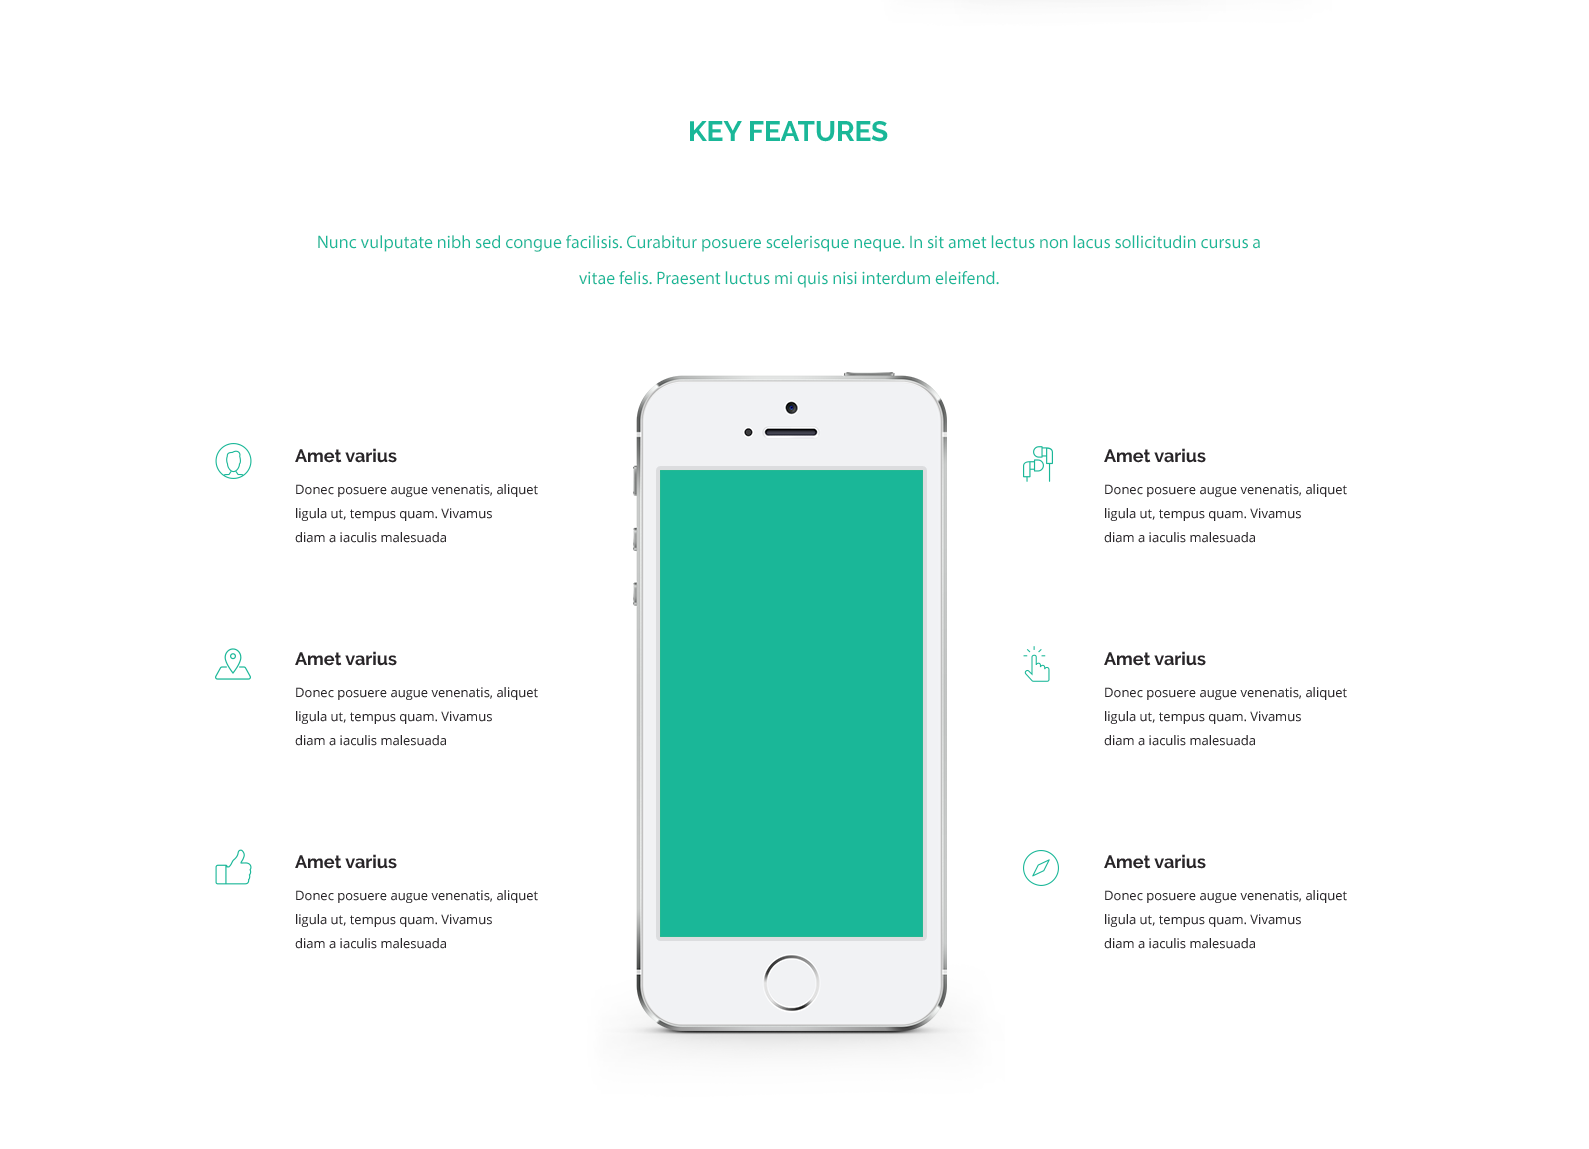 KEY FEATURES
Nunc vulputate nibh sed congue facilisis. Curabitur posuere scelerisque neque. In sit amet lectus non lacus sollicitudin cursus a
vitae felis. Praesent luctus mi quis nisi interdum eleifend.
Amet varius
Donec posuere augue venenatis, aliquet
ligula ut, tempus quam. Vivamus
diam a iaculis malesuada
Amet varius
Donec posuere augue venenatis, aliquet
ligula ut, tempus quam. Vivamus
diam a iaculis malesuada
Amet varius
Donec posuere augue venenatis, aliquet
ligula ut, tempus quam. Vivamus
diam a iaculis malesuada
Amet varius
Donec posuere augue venenatis, aliquet
ligula ut, tempus quam. Vivamus
diam a iaculis malesuada
Amet varius
Donec posuere augue venenatis, aliquet
ligula ut, tempus quam. Vivamus
diam a iaculis malesuada
Amet varius
Donec posuere augue venenatis, aliquet
ligula ut, tempus quam. Vivamus
diam a iaculis malesuada